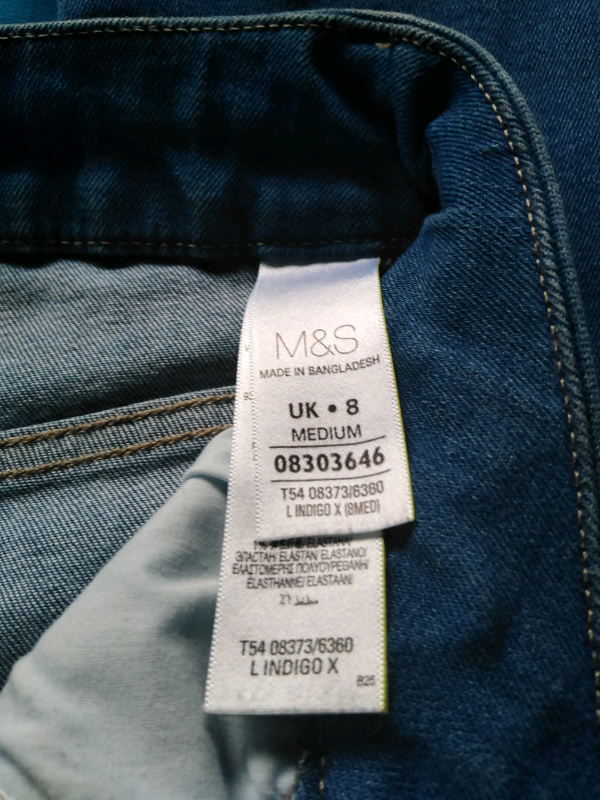 M&S
MADE IN BANGLADESH
UK • 8
MEDIUM
08303646
T54 08373/6360
L INDIGO X (8MED)
ЭЛАСТАН/ ELASTAN/ ELASTANO/
ΕΛΑΣΤΟΜΕΡΗΣ ΠΟΛΥΟΥΡΕΘΑΝΗ/
ELASTHANNE/ ELASTAANI/
T54 08373/6360
L INDIGO X
B25